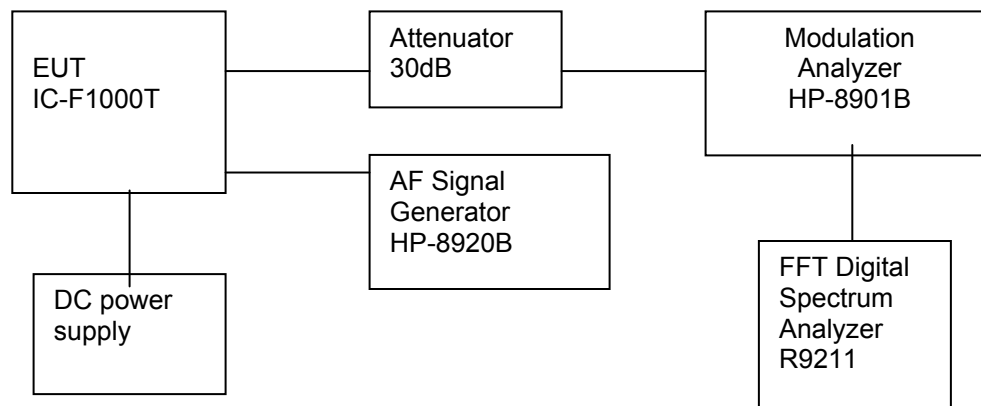 EUT
IC-F1000T
Attenuator
30dB
Modulation
Analyzer
HP-8901B
AF Signal
Generator
HP-8920B
DC power
supply
FFT Digital
Spectrum
Analyzer
R9211